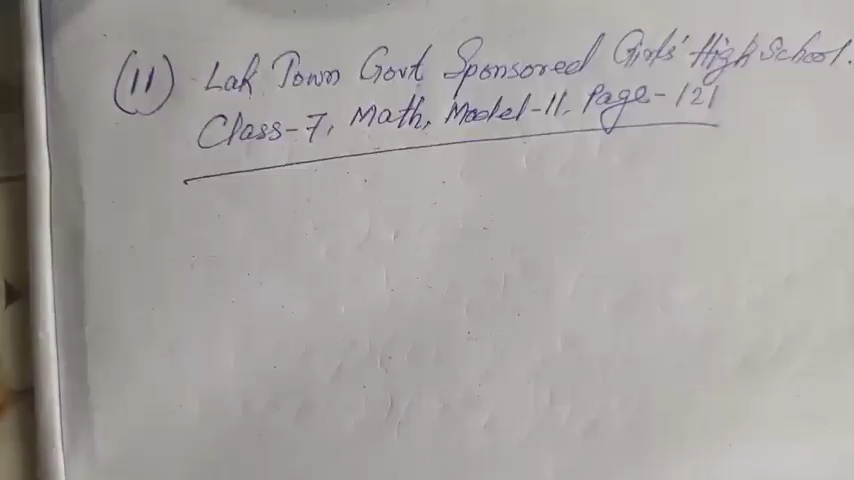 (11) Lak Town Govt Sponsored Girls' High School.
Class-7, Math, Model-11, Page-121